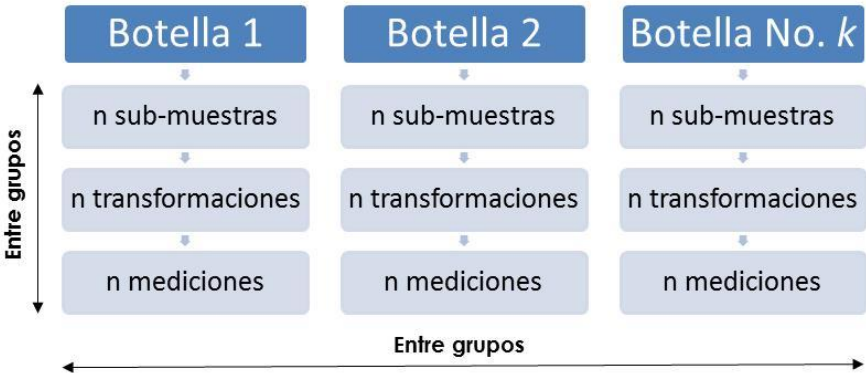 Botella 1
Botella 2
Botella No. k
n sub-muestras
n sub-muestras
n sub-muestras
n transformaciones
n transformaciones
n transformaciones
n mediciones
n mediciones
n mediciones
Entre grupos
Entre grupos